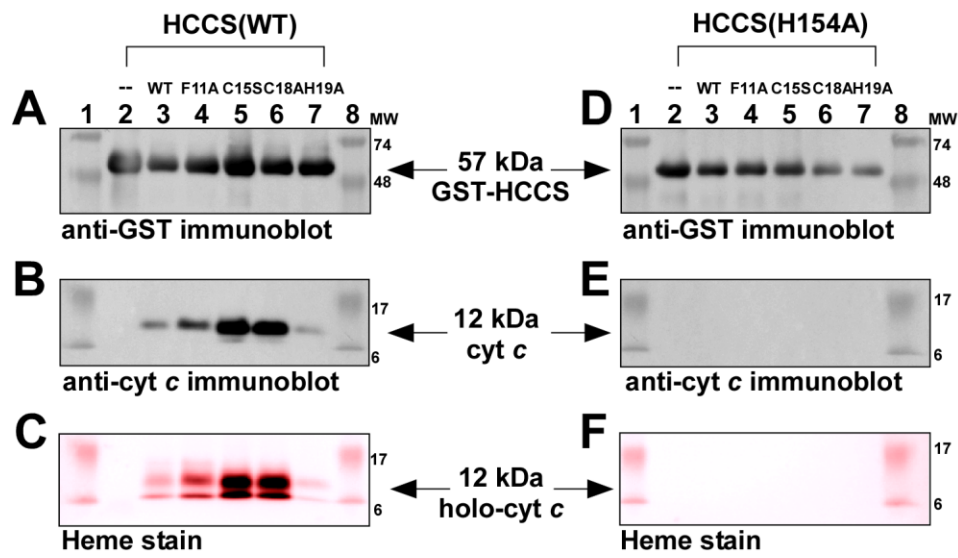 HCCS(WT)
HCCS(H154A)
-- WT F11A C15S C18A H19A
-- WT F11A C15S C18A H19A
A 1 2 3 4 5 6 7 8 MW
D 1 2 3 4 5 6 7 8 MW
74
48
57 kDa
GST-HCCS
74
48
anti-GST immunoblot
anti-GST immunoblot
B
17
6
12 kDa
cyt c
E
17
6
anti-cyt c immunoblot
anti-cyt c immunoblot
C
17
6
12 kDa
holo-cyt c
F
17
6
Heme stain
Heme stain